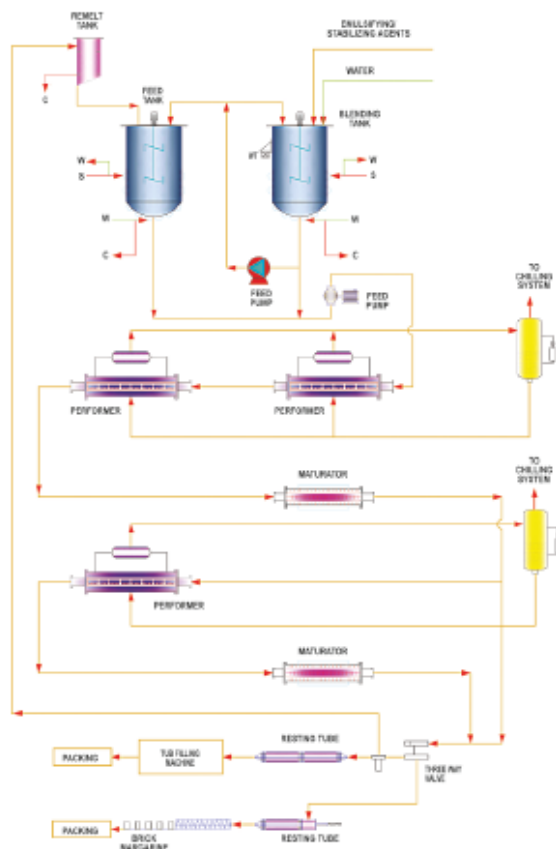 REMELT
TANK
EMULSIFYING/
STABILIZING AGENTS
WATER
FEED
TANK
BLENDING
TANK
C
W
S
W
S
W
W
C
C
FEED
PUMP
FEED
PUMP
TO
CHILLING
SYSTEM
PERFORMER
PERFORMER
MATURATOR
TO
CHILLING
SYSTEM
PERFORMER
MATURATOR
RESTING TUBE
PACKING
TUB FILLING
MACHINE
THREE WAY
VALVE
PACKING
BRICK
MARGARINE
RESTING TUBE